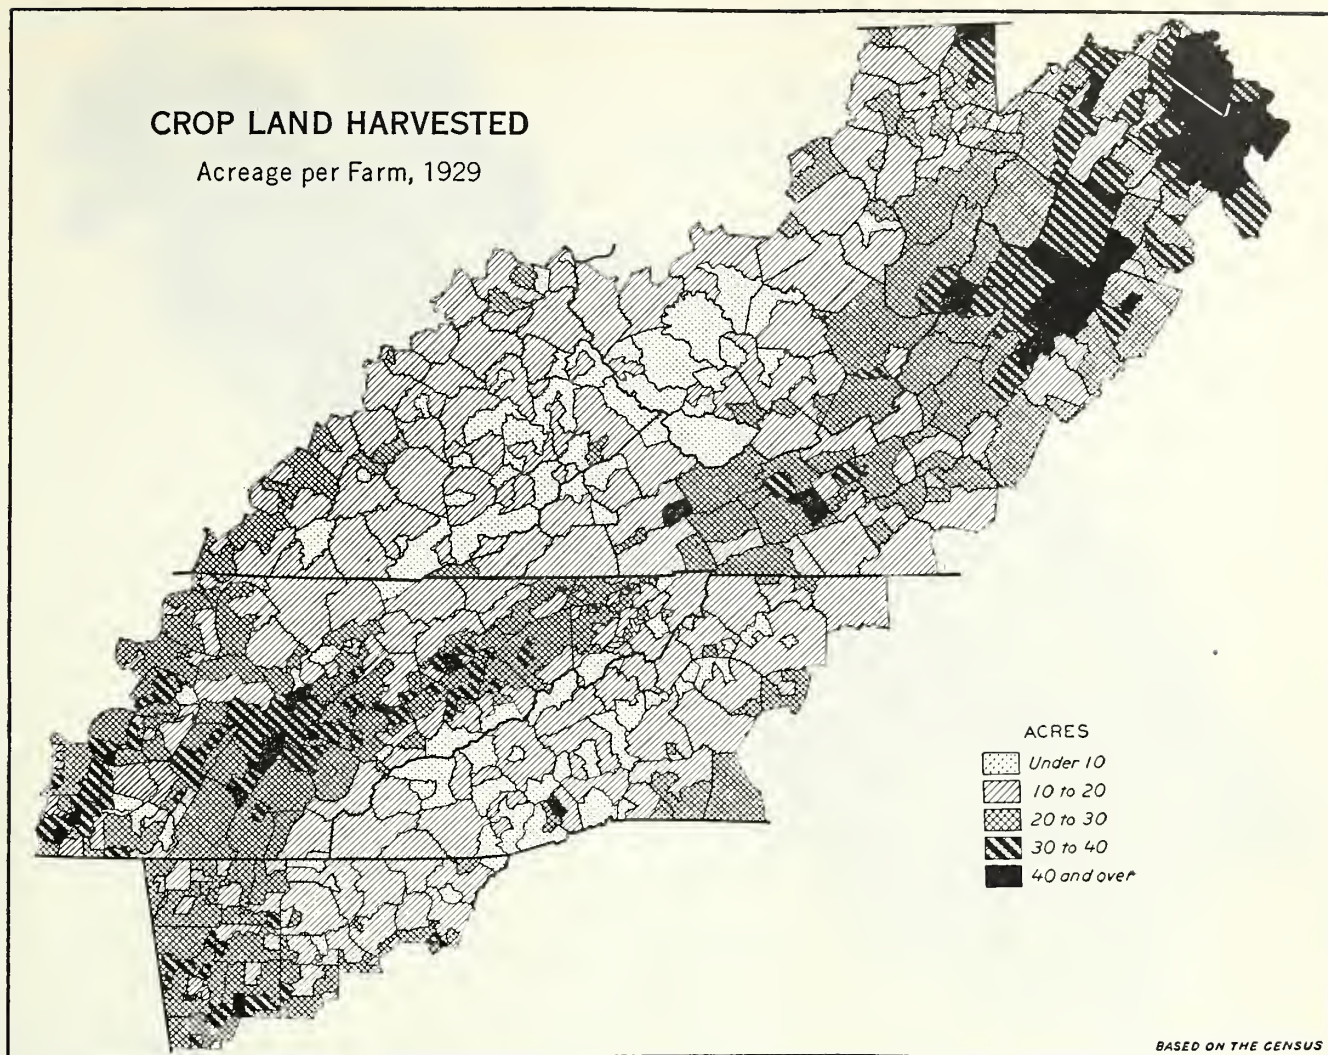 CROP LAND HARVESTED
Acreage per Farm, 1929
ACRES
Under 10
10 to 20
20 to 30
30 to 40
40 and over
BASED ON THE CENSUS